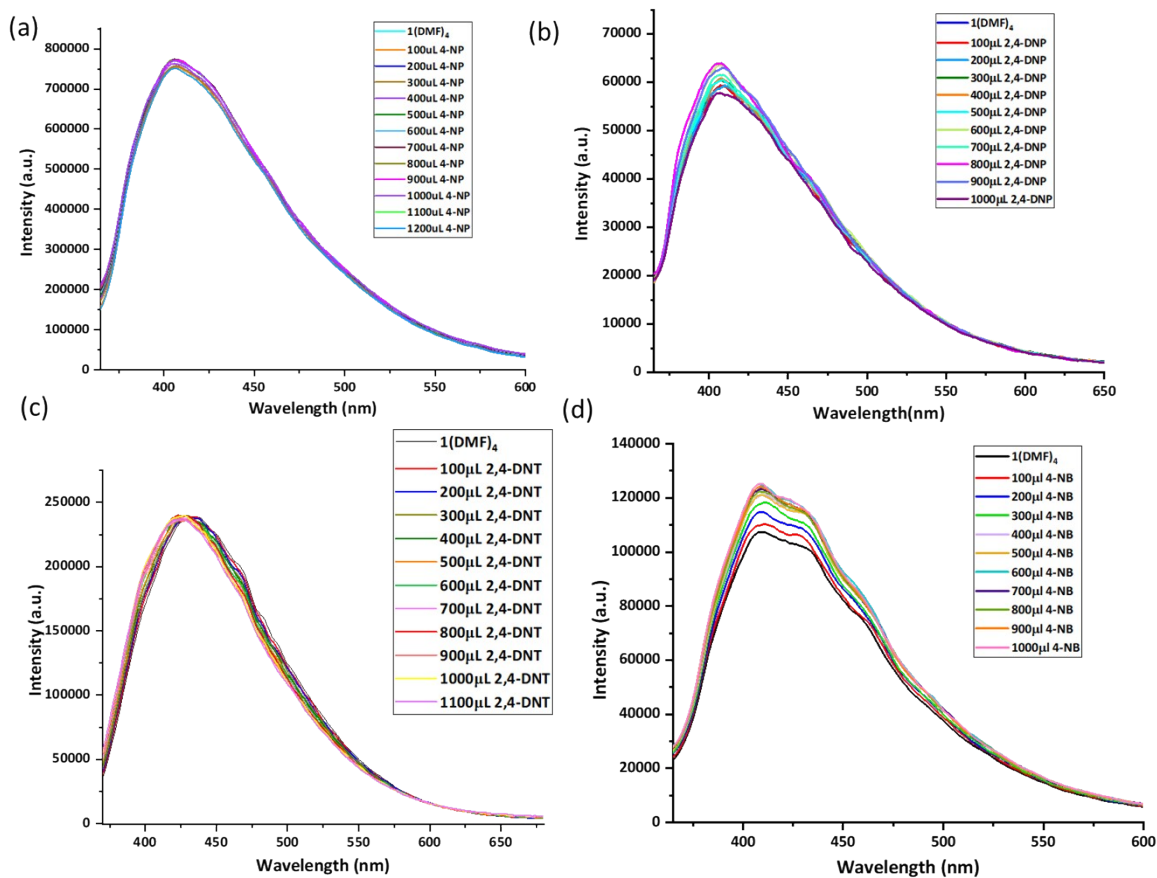 (a)
1(DMF)4
100uL 4-NP
200uL 4-NP
300uL 4-NP
400uL 4-NP
500uL 4-NP
600uL 4-NP
700uL 4-NP
800uL 4-NP
900uL 4-NP
1000uL 4-NP
1100uL 4-NP
1200uL 4-NP
Intensity (a.u.)
800000
700000
600000
500000
400000
300000
200000
100000
0
400
450
500
550
600
Wavelength (nm)
(b)
1(DMF)4
100µL 2,4-DNP
200µL 2,4-DNP
300µL 2,4-DNP
400µL 2,4-DNP
500µL 2,4-DNP
600µL 2,4-DNP
700µL 2,4-DNP
800µL 2,4-DNP
900µL 2,4-DNP
1000µL 2,4-DNP
Intensity (a.u.)
70000
60000
50000
40000
30000
20000
10000
0
400
450
500
550
600
650
Wavelength(nm)
(c)
1(DMF)4
100µL 2,4-DNT
200µL 2,4-DNT
300µL 2,4-DNT
400µL 2,4-DNT
500µL 2,4-DNT
600µL 2,4-DNT
700µL 2,4-DNT
800µL 2,4-DNT
900µL 2,4-DNT
1000µL 2,4-DNT
1100µL 2,4-DNT
Intensity (a.u.)
250000
200000
150000
100000
50000
0
400
450
500
550
600
650
Wavelength (nm)
(d)
1(DMF)4
100µl 4-NB
200µl 4-NB
300µl 4-NB
400µl 4-NB
500µl 4-NB
600µl 4-NB
700µl 4-NB
800µl 4-NB
900µl 4-NB
1000µl 4-NB
Intensity (a.u.)
140000
120000
100000
80000
60000
40000
20000
0
400
450
500
550
600
Wavelength (nm)